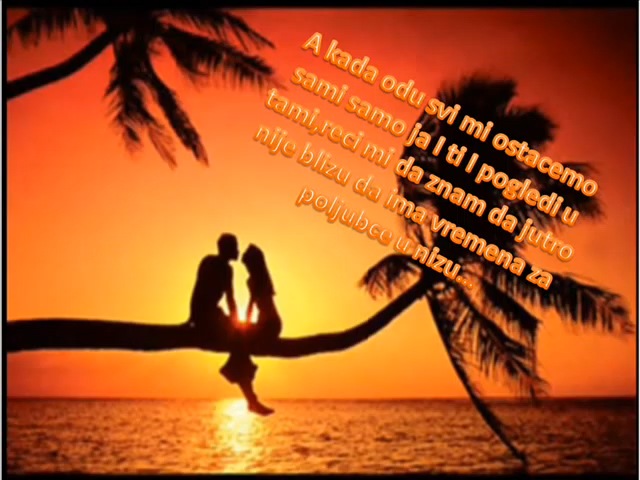 A kada odu svi mi ostacemo
sami samo ja I ti I pogledi u
tami,reci mi da znam da jutro
nije blizu da ima vremena za
poljubce u nizu...